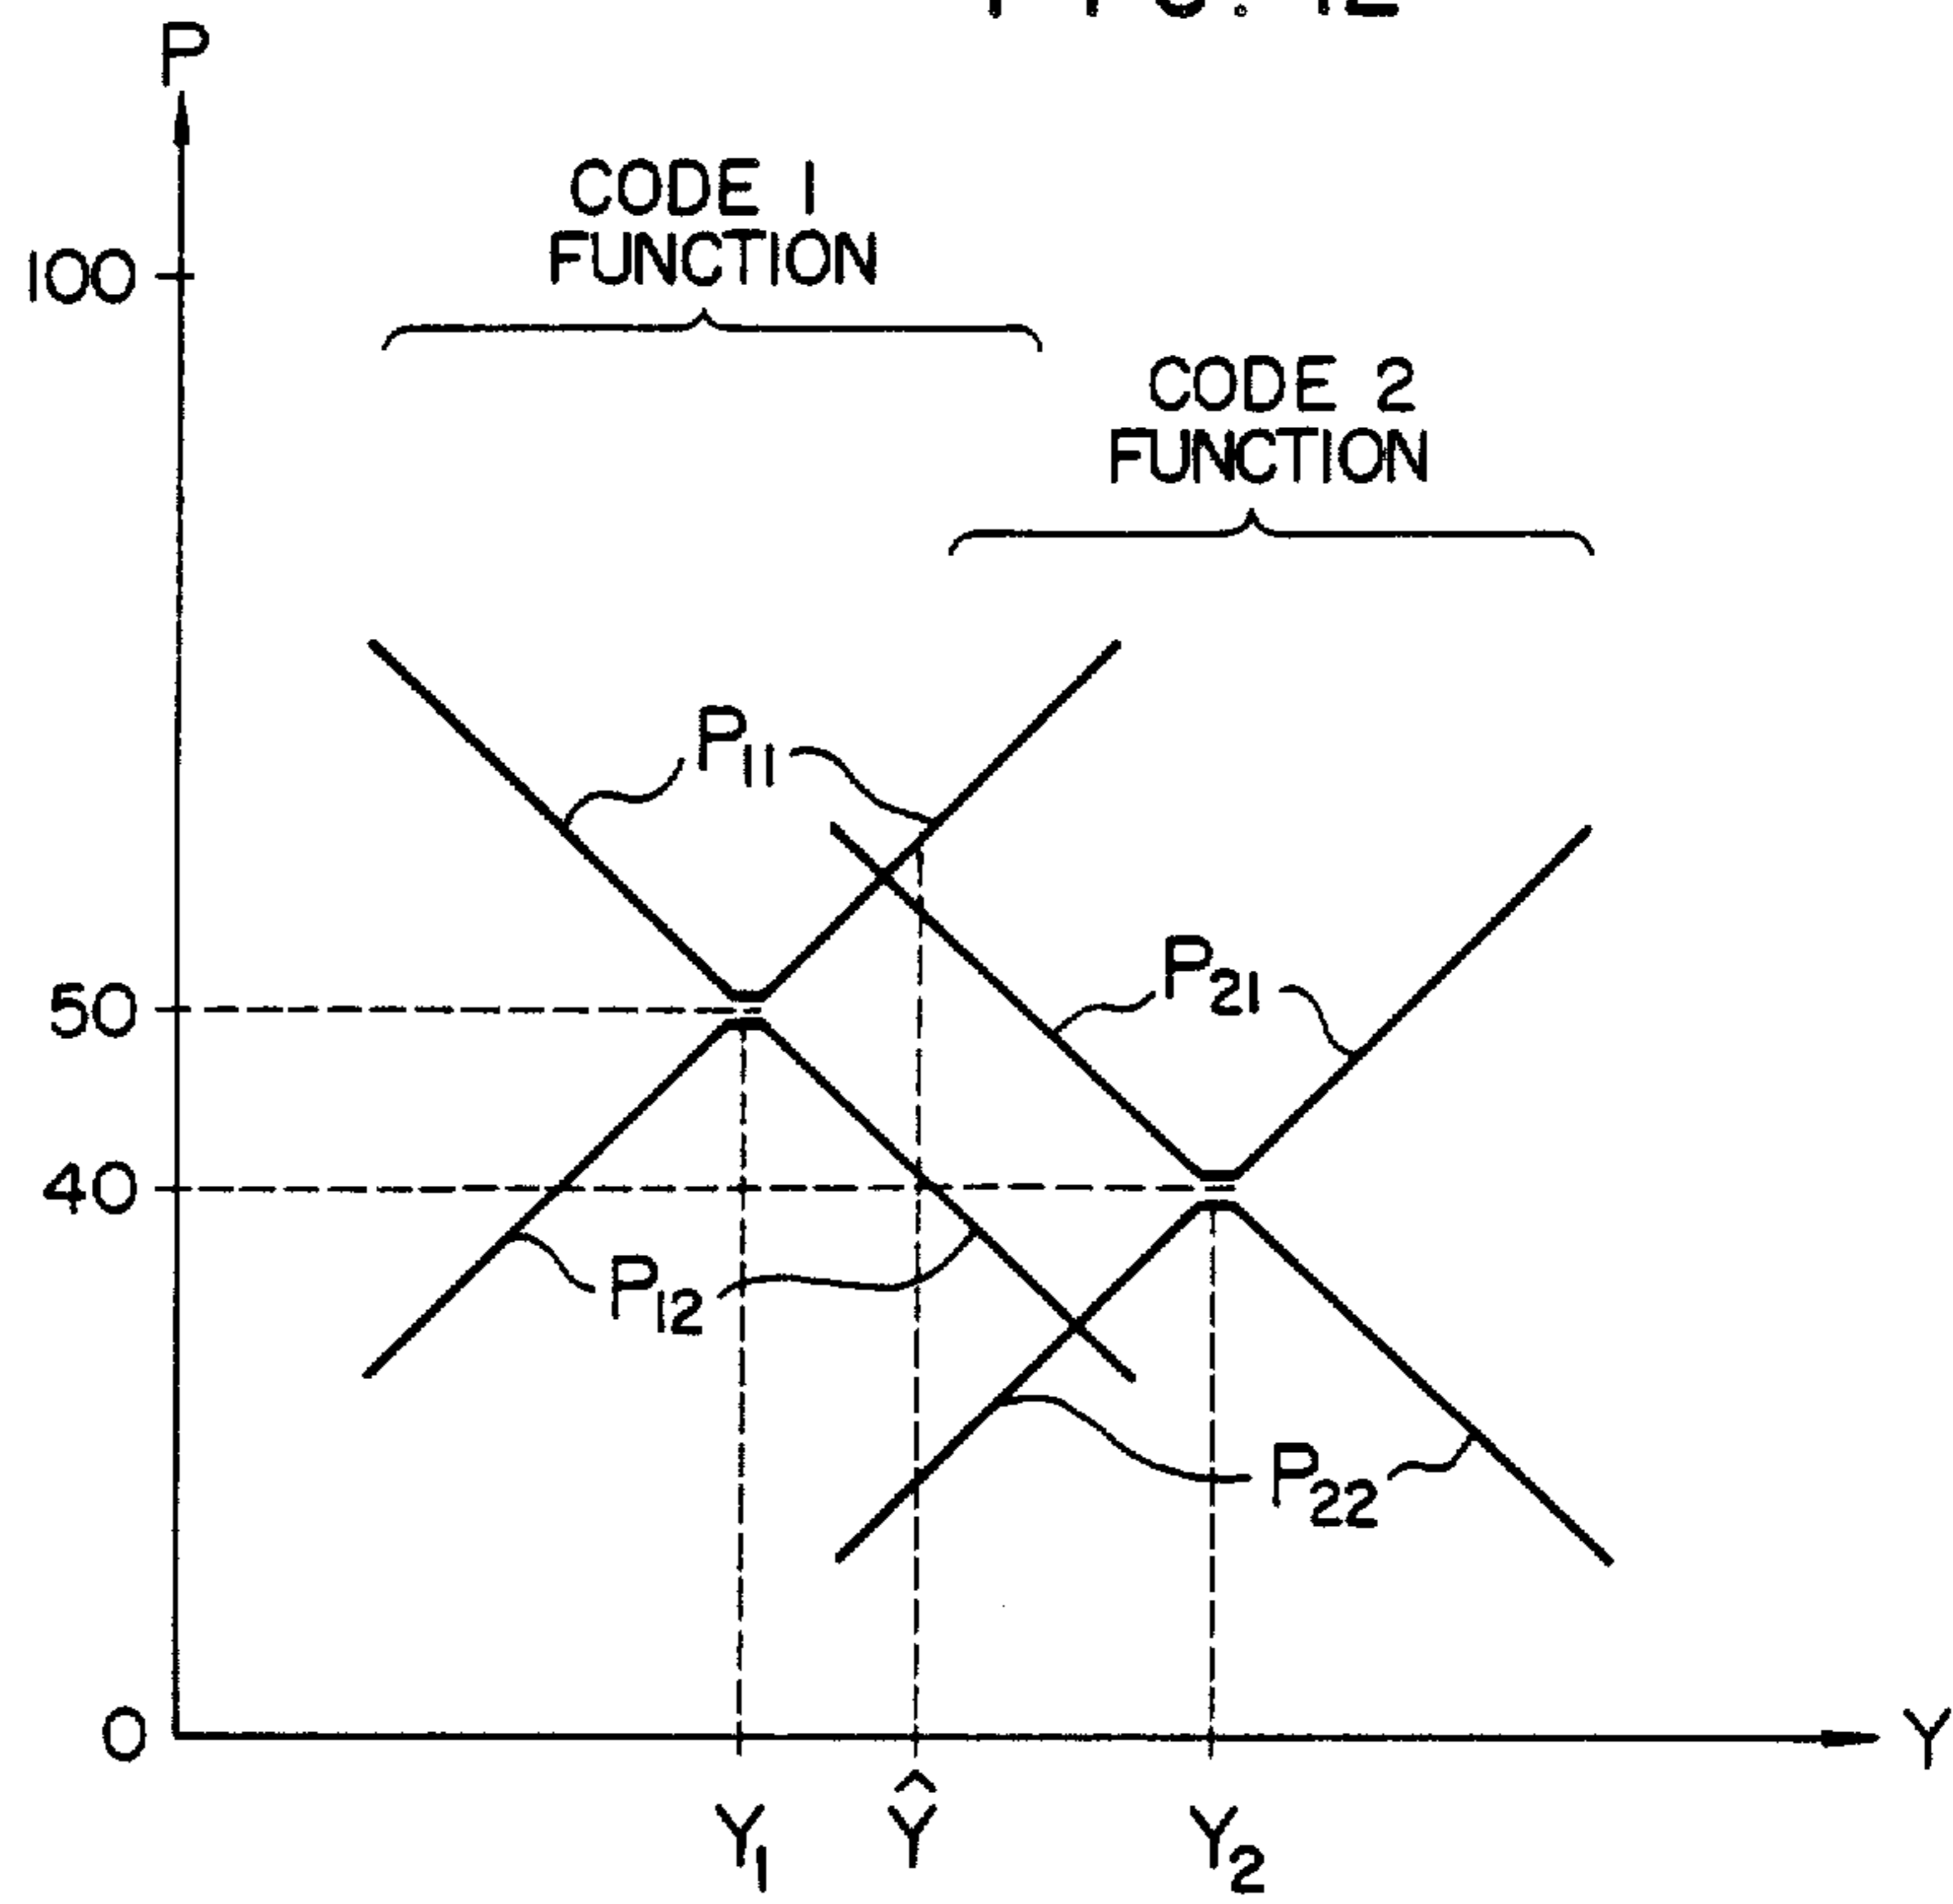 P
CODE 1
FUNCTION
100
CODE 2
FUNCTION
P11
P21
50
40
P12
P22
0
Y
Y1
Ŷ
Y2